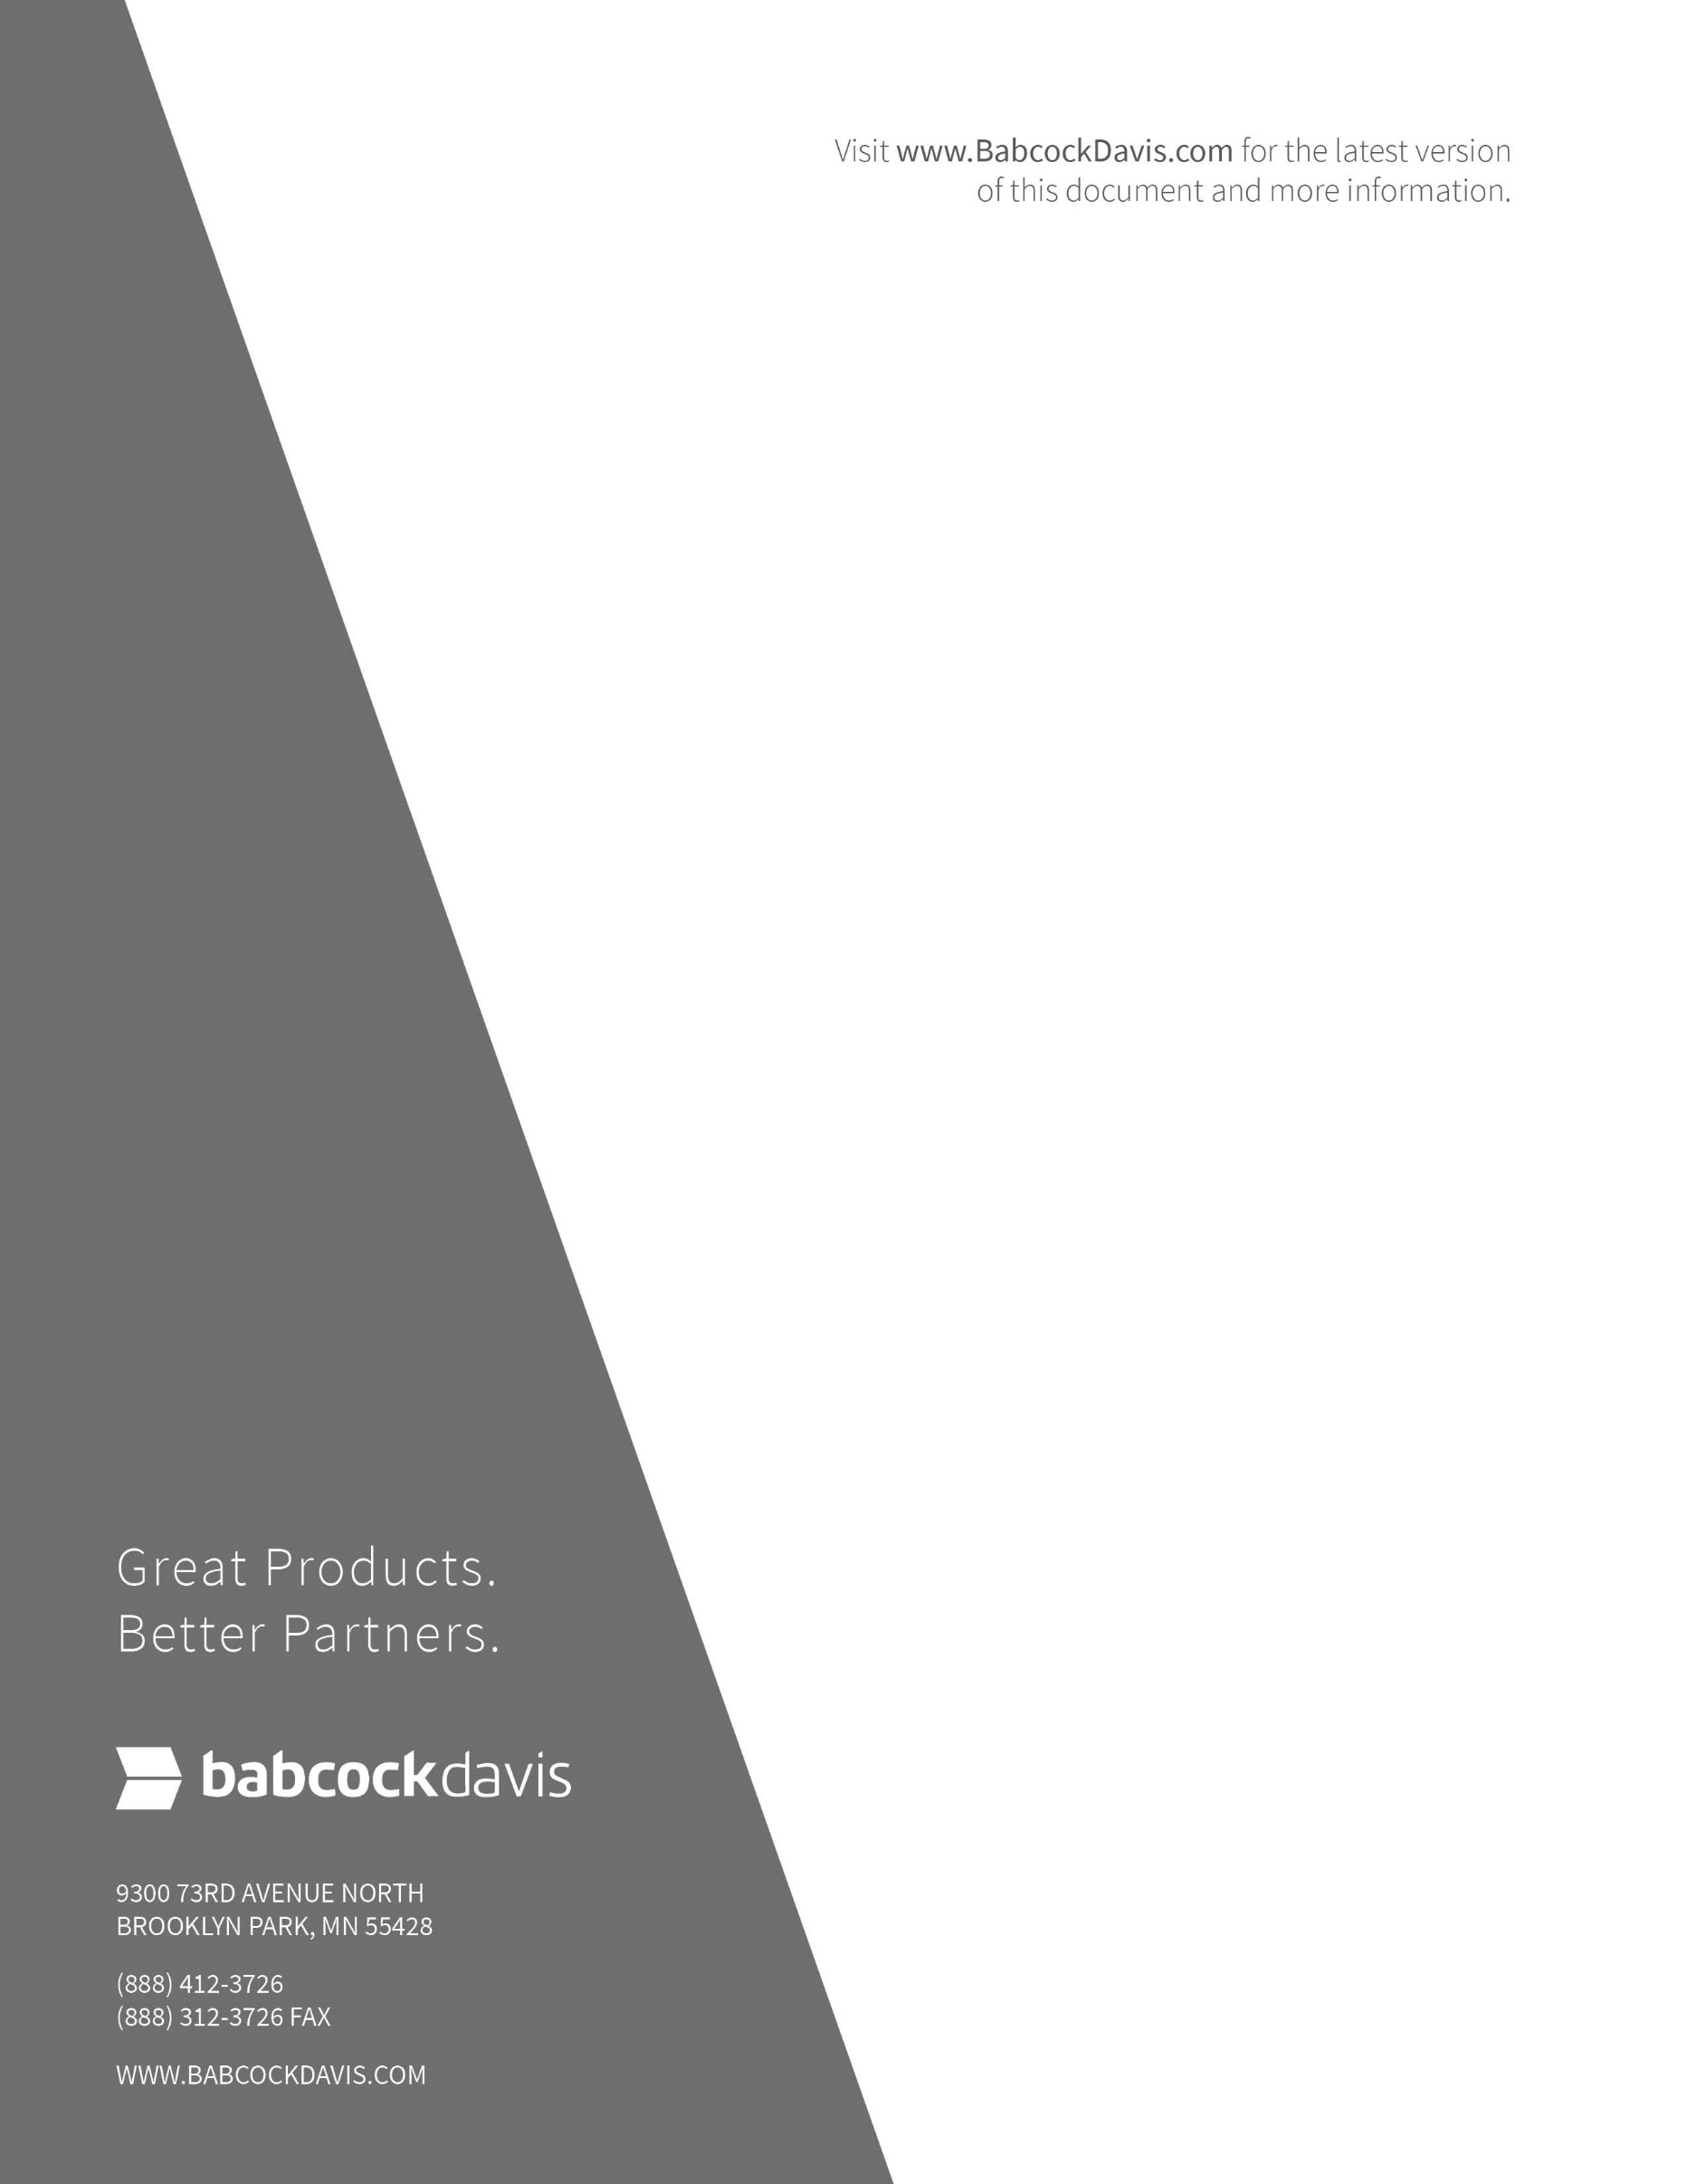 Visit www.BabcockDavis.com for the latest version
of this document and more information.
Great Products.
Better Partners.
babcockdavis
9300 73RD AVENUE NORTH
BROOKLYN PARK, MN 55428
(888) 412-3726
(888) 312-3726 FAX
WWW.BABCOCKDAVIS.COM